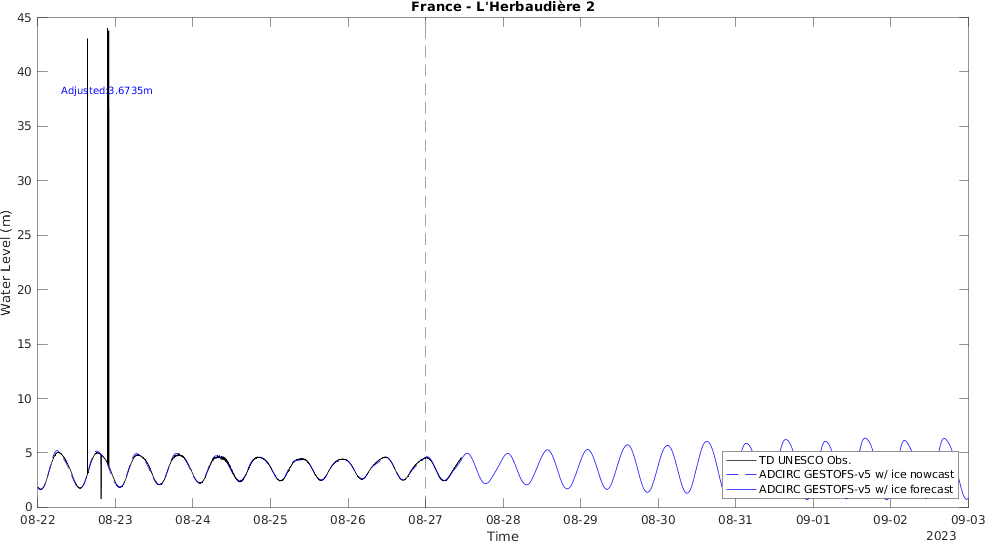 France - L'Herbaudière 2
45
40
35
30
25
20
15
10
5
0
Water Level (m)
Adjusted:3.6735m
TD UNESCO Obs.
ADCIRC GESTOFS-v5 w/ ice nowcast
ADCIRC GESTOFS-v5 w/ ice forecast
08-22 08-23 08-24 08-25 08-26 08-27 08-28 08-29 08-30 08-31 09-01 09-02 09-03
Time
2023